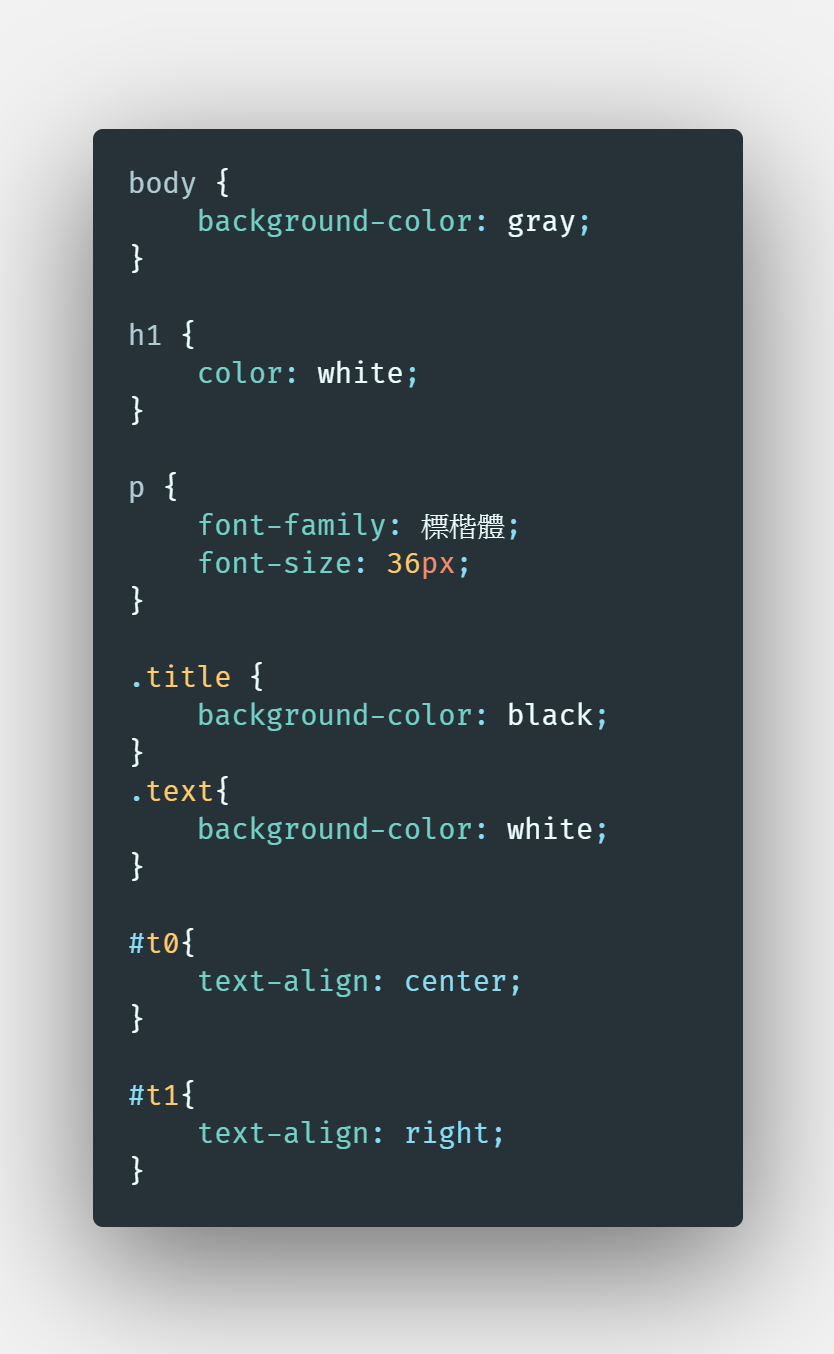 body {
    background-color: gray;
}

h1 {
    color: white;
}

p {
    font-family: 標楷體;
    font-size: 36px;
}

.title {
    background-color: black;
}
.text{
    background-color: white;
}

#t0{
    text-align: center;
}

#t1{
    text-align: right;
}